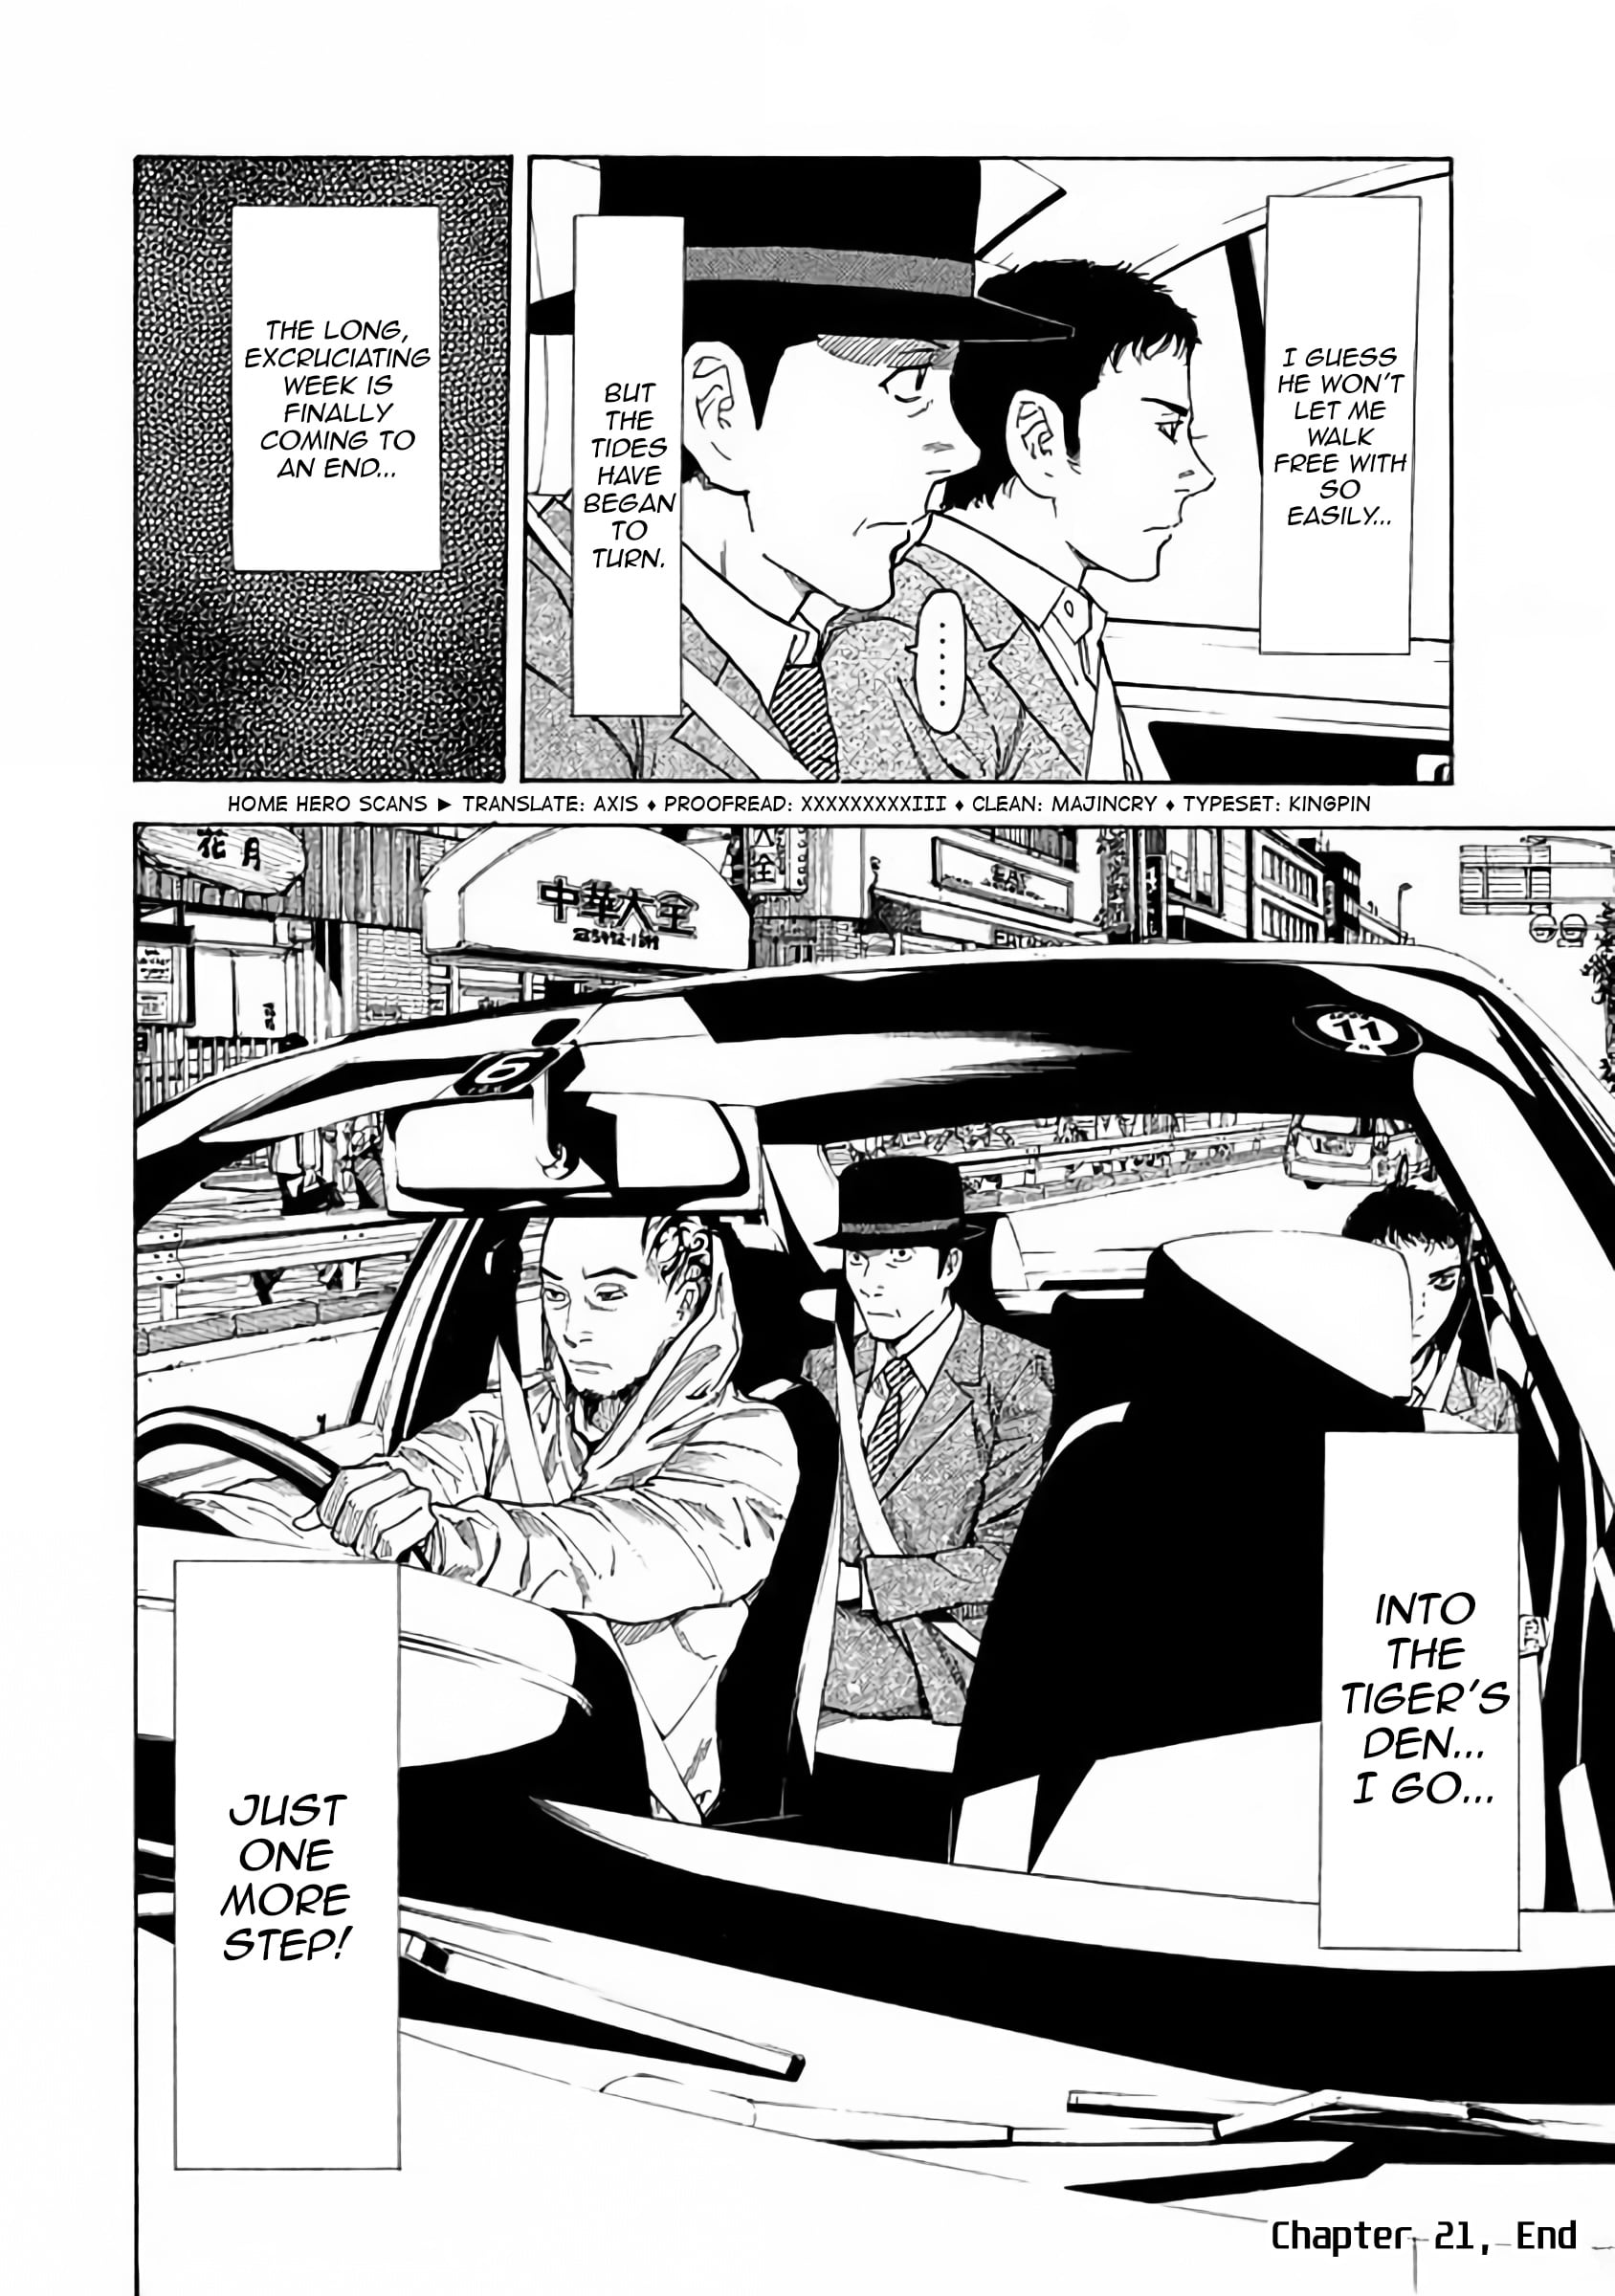 I GUESS
HE WON'T
LET ME
WALK
FREE WITH
SO
EASILY...
BUT
THE
TIDES
HAVE
BEGAN
TO
TURN.
......
THE LONG,
EXCRUCIATING
WEEK IS
FINALLY
COMING TO
AN END...
HOME HERO SCANS ► TRANSLATE: AXIS ♦ PROOFREAD: XXXXXXXXXIII ♦ CLEAN: MAJINCRY ♦ TYPESET: KINGPIN
花月
中華大全
EAT
6
11
INTO
THE
TIGER'S
DEN...
I GO...
JUST
ONE
MORE
STEP!
Chapter 21, End